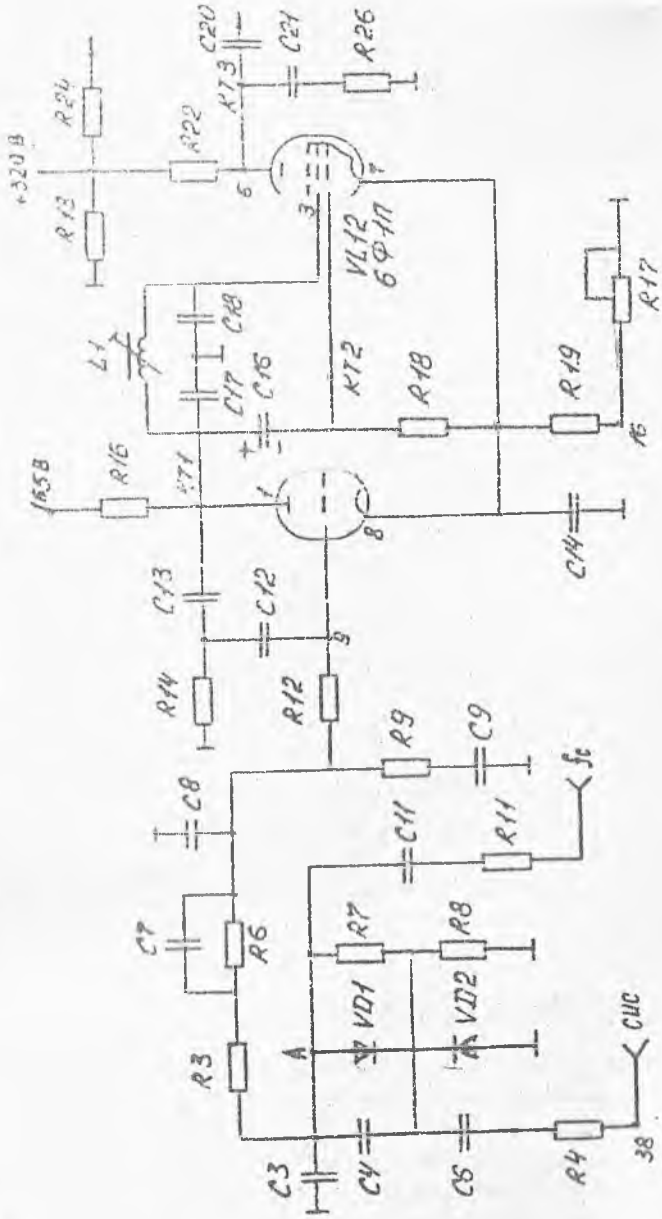 +320В
R13
R24
R22
C20
6
КТ3
C21
R26
L1
C17
C18
3
VL12
6Ф1П
7
165В
R16
КТ1
C16
+
-
КТ2
R18
R19
16
R17
1
8
C14
C13
C12
R14
9
R12
C8
C7
R6
R3
R9
C9
C11
R11
fc
R7
R8
A
VD1
VD2
C3
C4
C6
R4
38
СИС